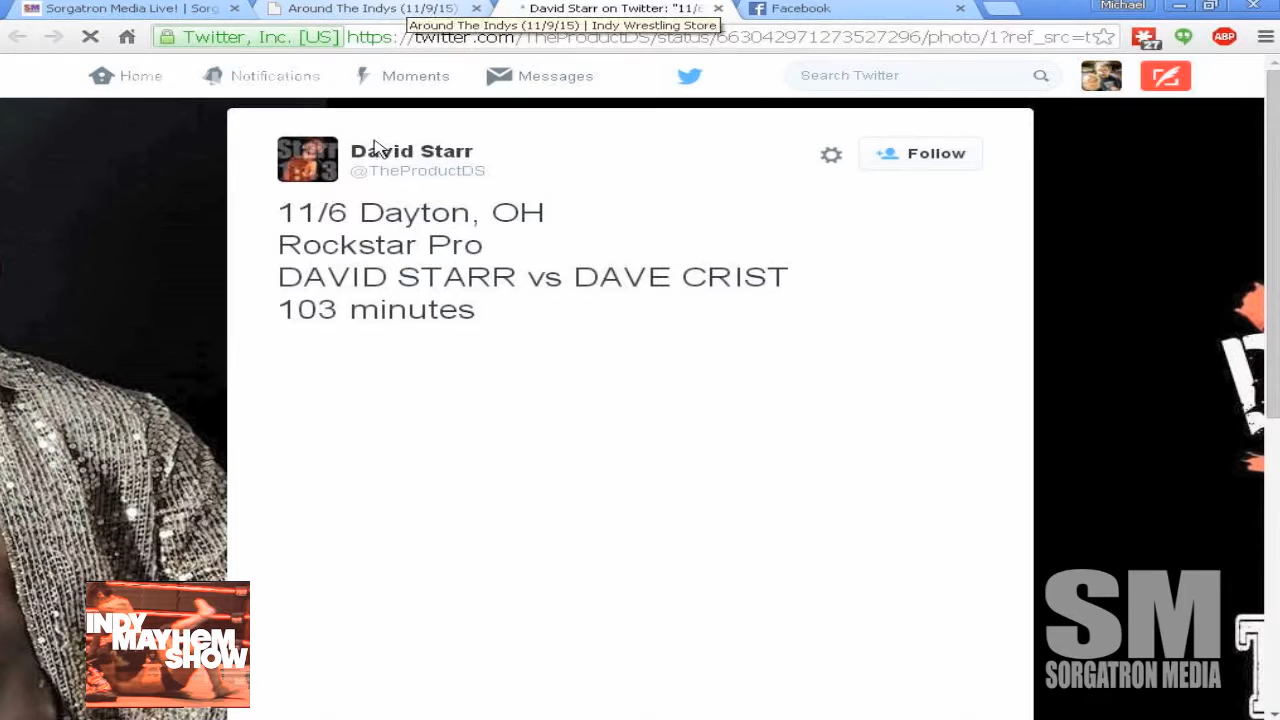 Sorgatron Media Live! | Sorg
Around The Indys (11/9/15)
* David Starr on Twitter: "11/6
Facebook
Michael
Around The Indys (11/9/15) | Indy Wrestling Store
Twitter, Inc. [US] https://twitter.com/TheProductDS/status/663042971273527296/photo/1?ref_src=t
27
ABP
Home
Notifications
Moments
Messages
Search Twitter
David Starr
@TheProductDS
Follow
11/6 Dayton, OH
Rockstar Pro
DAVID STARR vs DAVE CRIST
103 minutes
INDY
MAYHEM
SHOW
SM
SORGATRON MEDIA